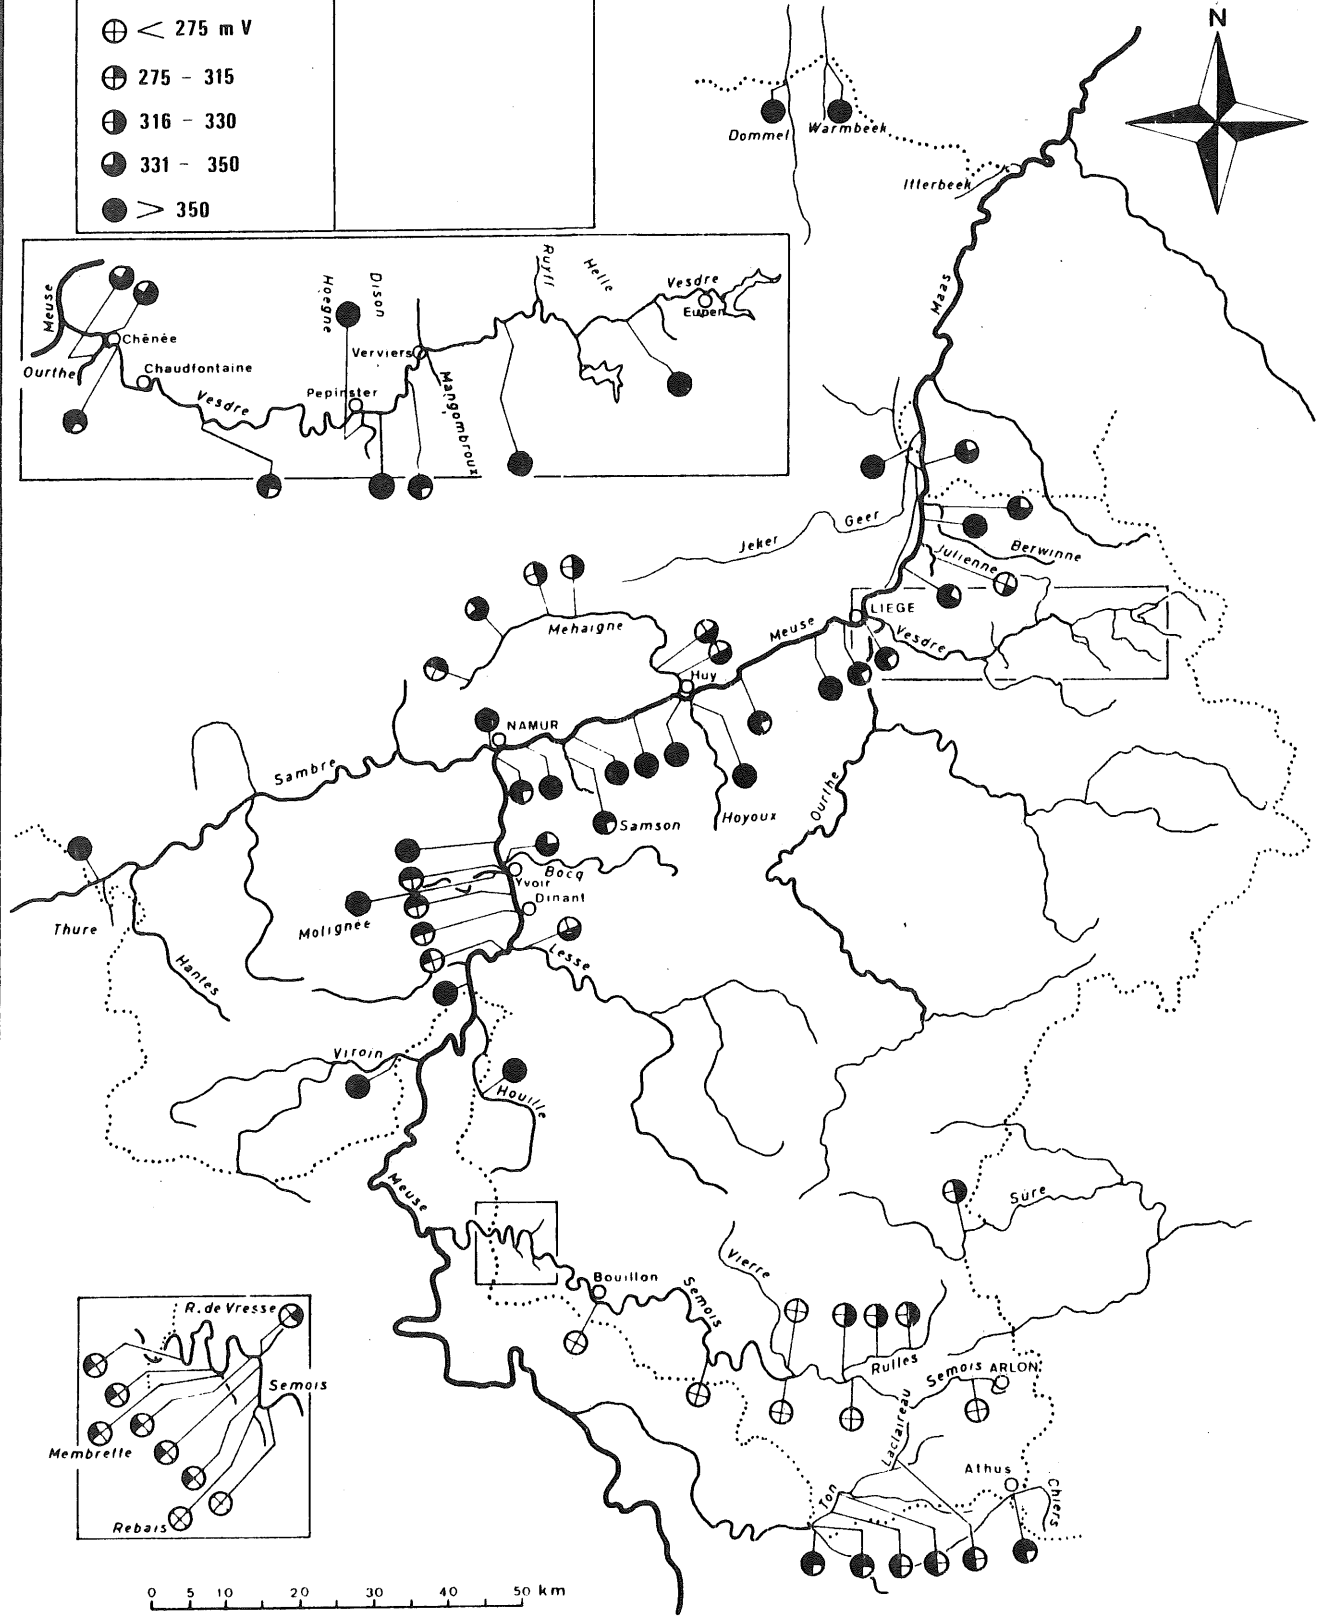 < 275 mV
275 - 315
316 - 330
331 - 350
> 350
N
Dommel
Warmbeek
Itterbeek
Maas
Meuse
Chênée
Ourthe
Chaudfontaine
Vesdre
Hoegne
Dison
Pepinster
Verviers
Mangombroux
Ruyff
Helle
Vesdre
Eupen
Jeker
Geer
Berwinne
Julienne
LIEGE
Vesdre
Mehaigne
Meuse
Huy
NAMUR
Sambre
Samson
Hoyoux
Ourthe
Bocq
Yvoir
Dinant
Molignée
Thure
Hantes
Lesse
Viroin
Houille
Meuse
Sûre
Vierre
Bouillon
Semois
R. de Vresse
Semois
Membrette
Rebais
Rulles
Semois
ARLON
Laclaireau
Ton
Athus
Chiers
0 5 10 20 30 40 50 km